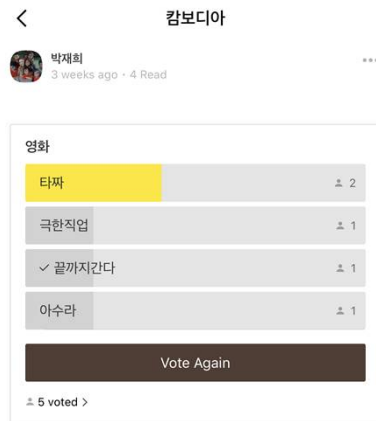 캄보디아
박재희
3 weeks ago · 4 Read
영화
타짜 2
극한직업 1
✓ 끝까지간다 1
아수라 1
Vote Again
5 voted >